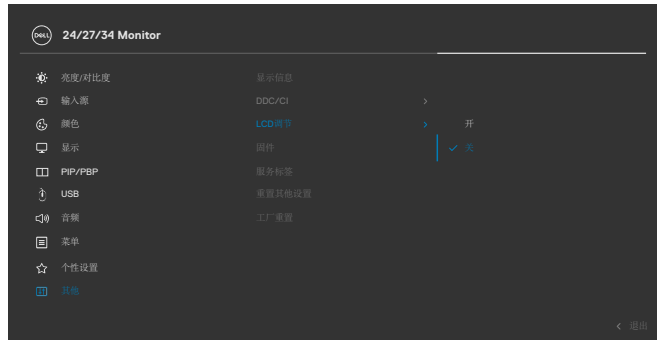 DELL 24/27/34 Monitor
亮度/对比度 显示信息
输入源 DDC/CI
颜色 LCD调节 开
显示 固件 关
PIP/PBP 服务标签
USB 重置其他设置
音频 工厂重置
菜单
个性设置
其他
退出